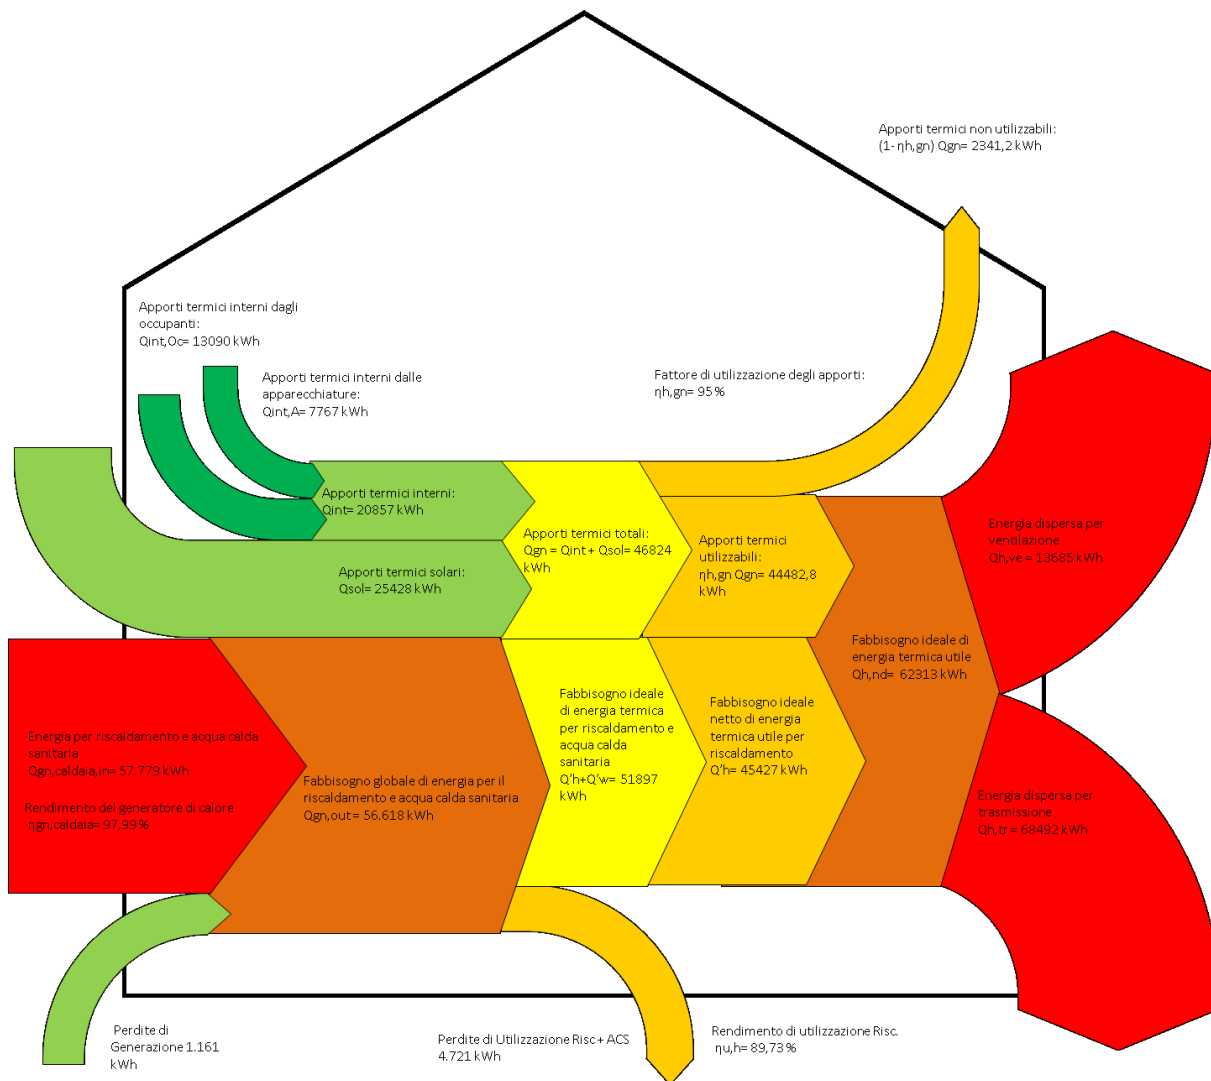 Apporti termici non utilizzabili:
(1- ηh,gn) Qgn= 2341,2 kWh
Apporti termici interni dagli
occupanti:
Qint,Oc= 13090 kWh
Apporti termici interni dalle
apparecchiature:
Qint,A= 7767 kWh
Fattore di utilizzazione degli apporti:
ηh,gn= 95%
Apporti termici interni:
Qint= 20857 kWh
Apporti termici solari:
Qsol= 25428 kWh
Apporti termici totali:
Qgn = Qint + Qsol= 46824
kWh
Apporti termici
utilizzabili:
ηh,gn Qgn= 44482,8
kWh
Energia dispersa per
ventilazione
Qh,ve = 13685 kWh
Fabbisogno ideale di
energia termica utile
Qh,nd= 62313 kWh
Energia per riscaldamento e acqua calda
sanitaria
Qgn,caldaia,in= 57.779 kWh
Rendimento del generatore di calore
ηgn,caldaia= 97,99%
Fabbisogno globale di energia per il
riscaldamento e acqua calda sanitaria
Qgn,out= 56.618 kWh
Fabbisogno ideale
di energia termica
per riscaldamento e
acqua calda
sanitaria
Q'h+Q'w= 51897
kWh
Fabbisogno ideale
netto di energia
termica utile per
riscaldamento
Q'h= 45427 kWh
Energia dispersa per
trasmissione
Qh,tr = 68492 kWh
Perdite di
Generazione 1.161
kWh
Perdite di Utilizzazione Risc+ ACS
4.721 kWh
Rendimento di utilizzazione Risc.
ηu,h= 89,73%